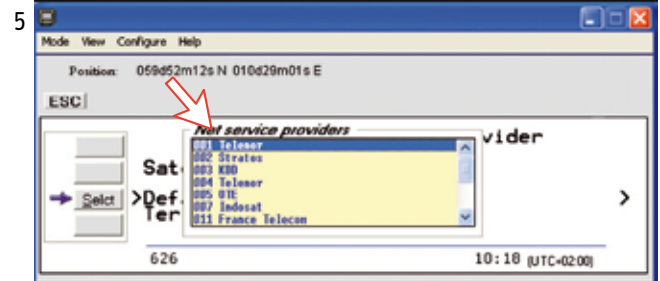 5
Mode View Configure Help
Position: 059d52m12s N 010d29m01s E
ESC
Net service providers
vider
001 Telenor
002 Stratos
003 KDD
004 Telenor
005 OTE
007 Indosat
011 France Telecom
Sat
Selct >Def. >
Ter
626 10:18 (UTC+02:00)